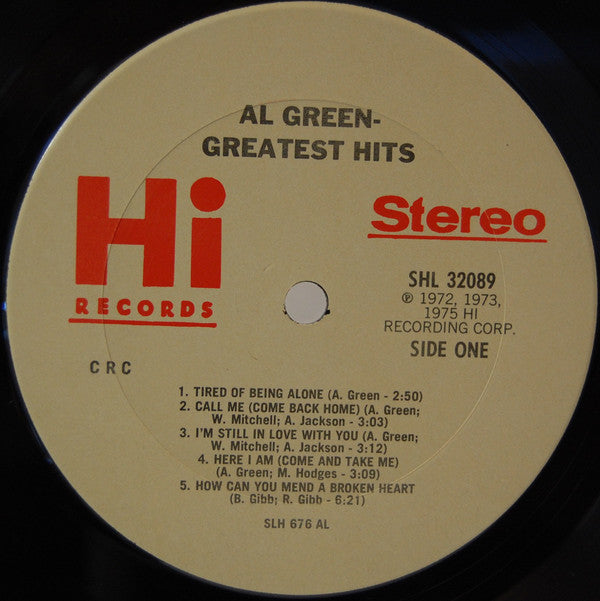 AL GREEN-
GREATEST HITS
Hi
RECORDS
Stereo
SHL 32089
℗ 1972, 1973,
1975 HI
RECORDING CORP.
SIDE ONE
CRC
1. TIRED OF BEING ALONE (A. Green - 2:50)
2. CALL ME (COME BACK HOME) (A. Green;
W. Mitchell; A. Jackson - 3:03)
3. I'M STILL IN LOVE WITH YOU (A. Green;
W. Mitchell; A. Jackson - 3:12)
4. HERE I AM (COME AND TAKE ME)
(A. Green; M. Hodges - 3:09)
5. HOW CAN YOU MEND A BROKEN HEART
(B. Gibb; R. Gibb - 6:21)
SLH 676 AL